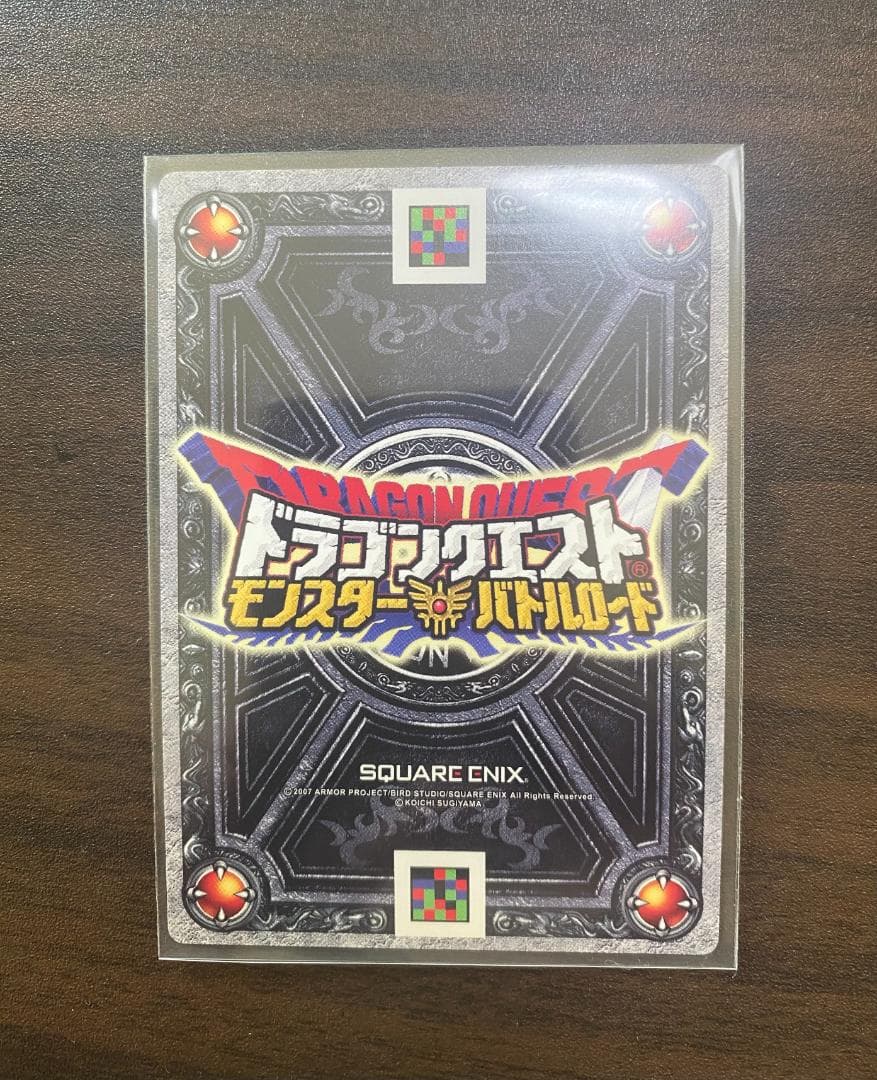 DRAGON QUEST
ドラゴンクエスト®
モンスターバトルロード
SQUARE ENIX®
©2007 ARMOR PROJECT/BIRD STUDIO/SQUARE ENIX All Rights Reserved.
©KOICHI SUGIYAMA